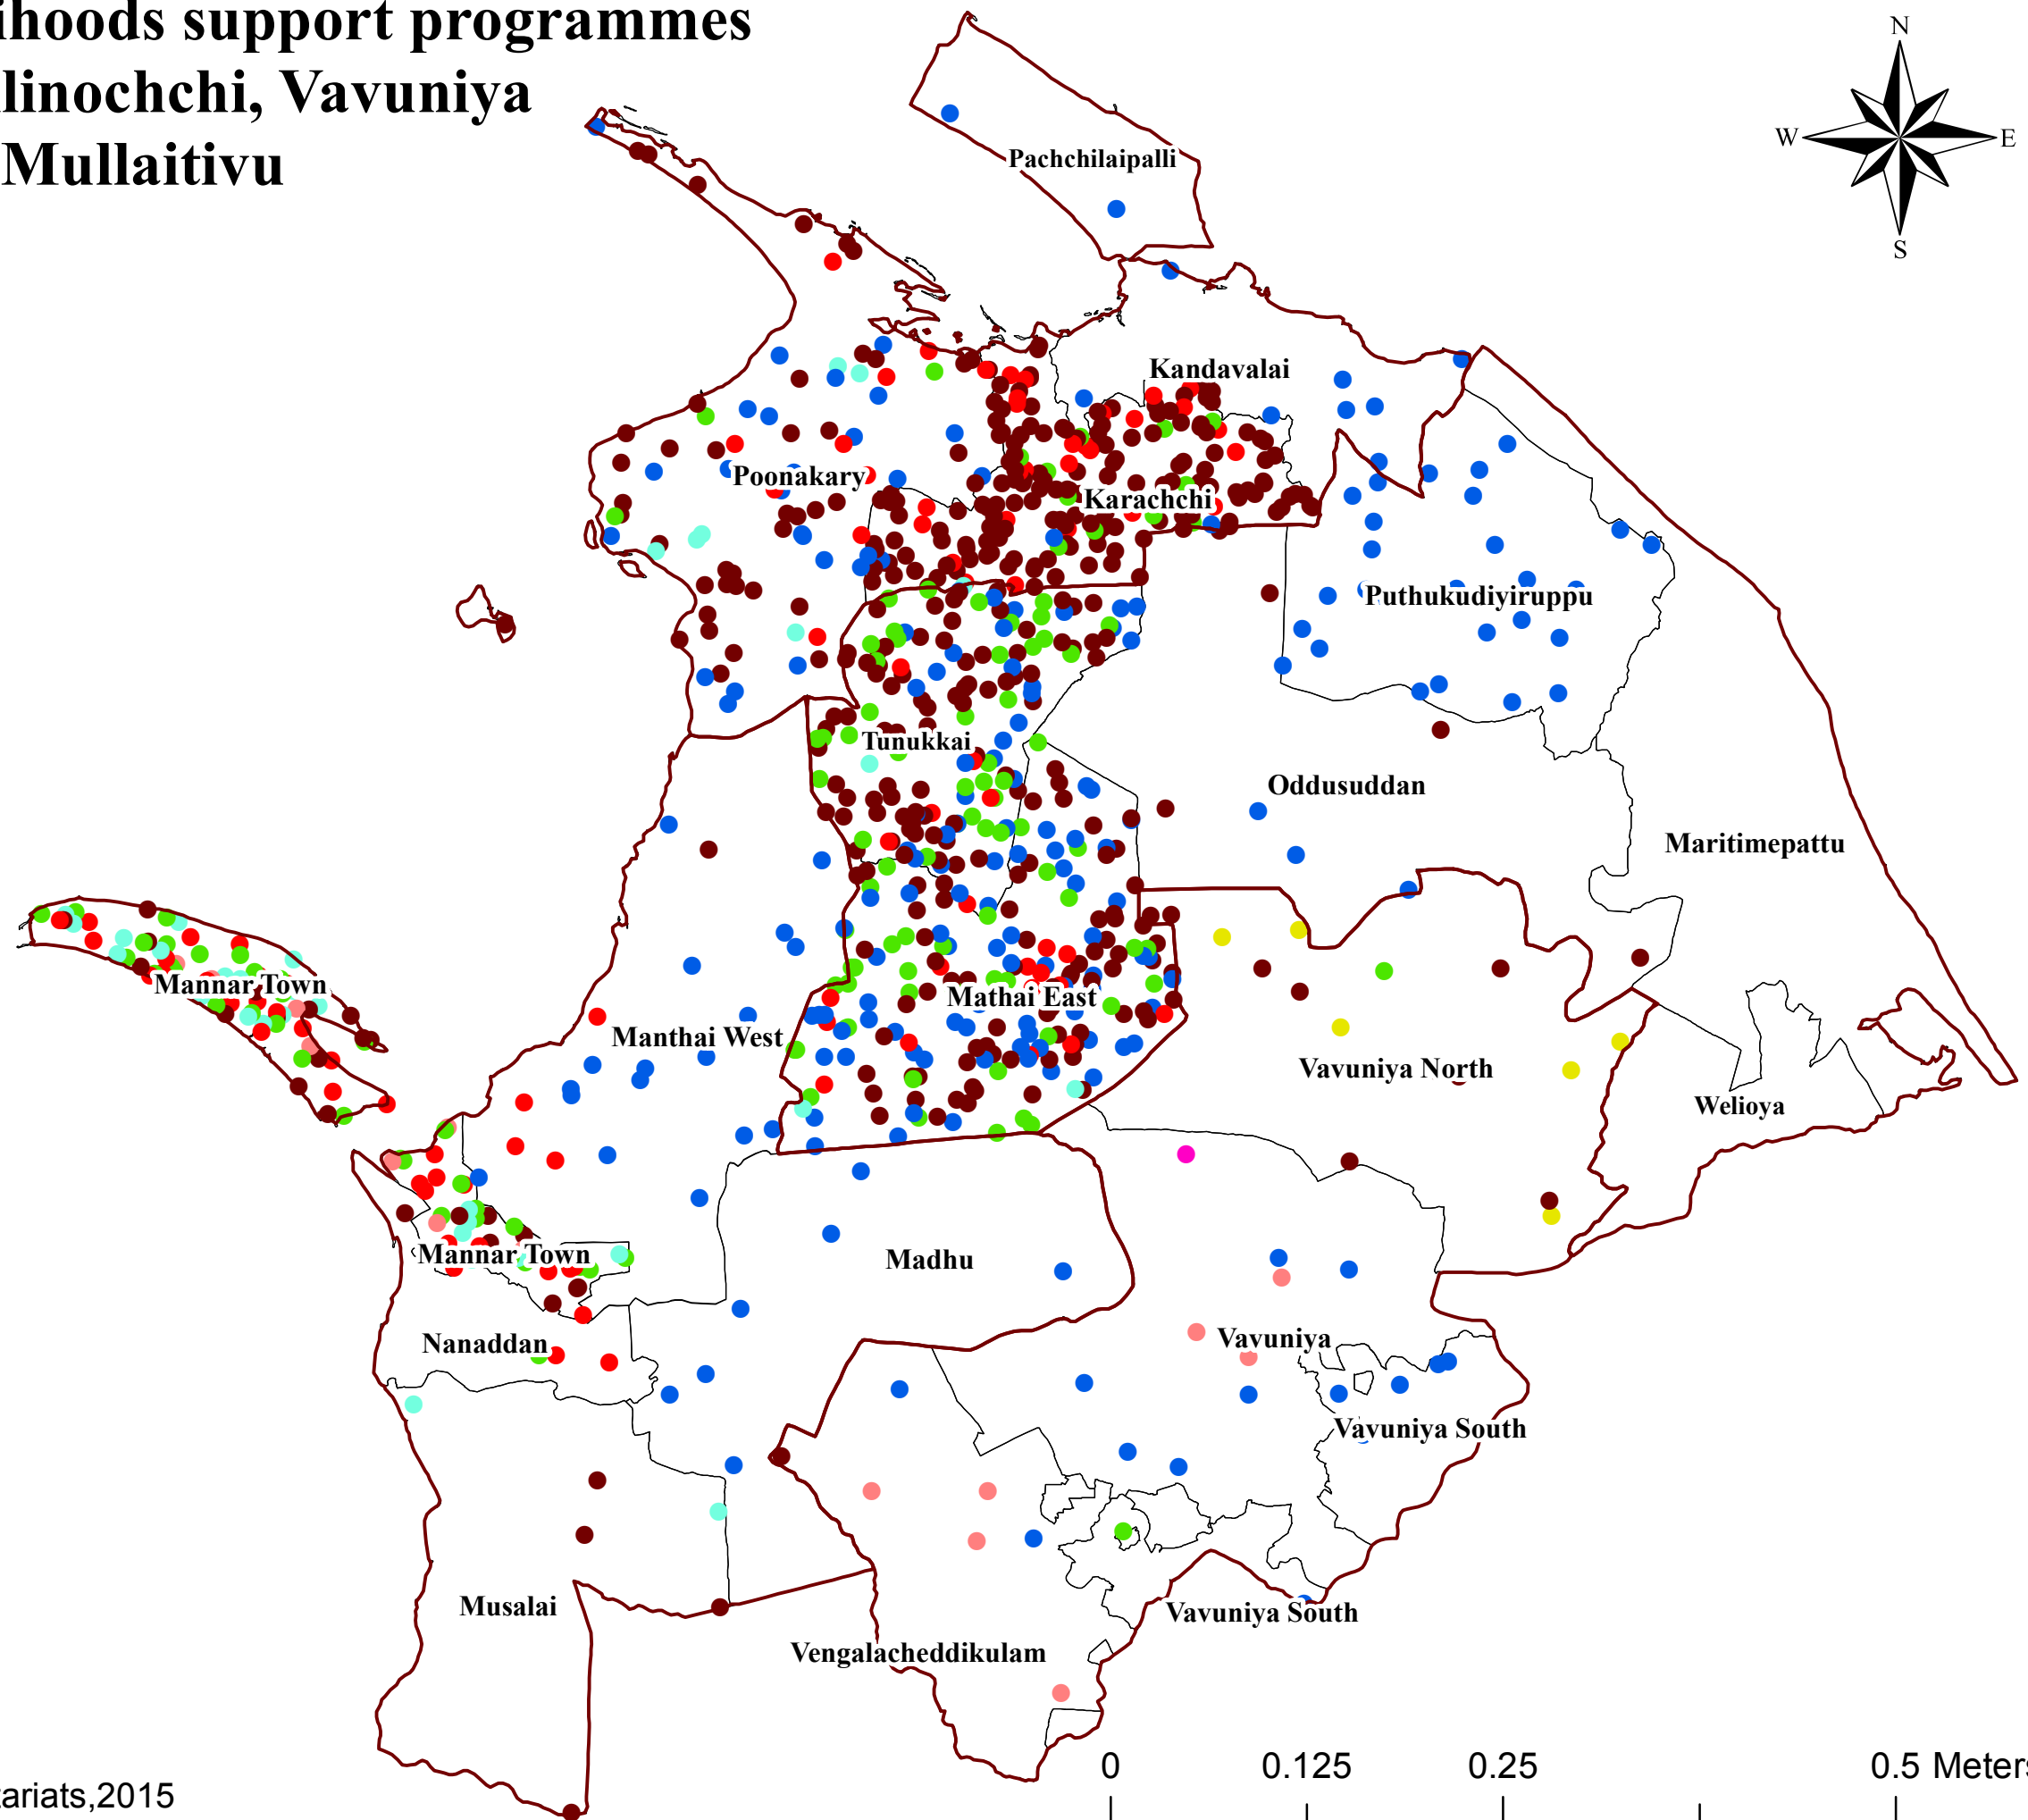 ihoods support programmes
linochchi, Vavuniya
Mullaitivu
N
W
E
S
Pachchilaipalli
Kandavalai
Poonakary
Karachchi
Puthukudiyiruppu
Tunukkai
Oddusuddan
Maritimepattu
Mannar Town
Mathai East
Manthai West
Vavuniya North
Welioya
Mannar Town
Madhu
Nanaddan
Vavuniya
Vavuniya South
Musalai
Vavuniya South
Vengalacheddikulam
0 0.125 0.25 0.5 Meters
tariats,2015